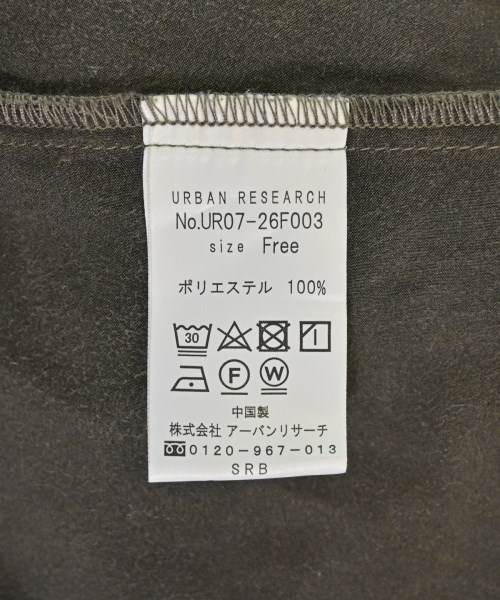 URBAN RESEARCH
No.UR07-26F003
size Free
ポリエステル 100%
30
F W
中国製
株式会社 アーバンリサーチ
0120-967-013
SRB